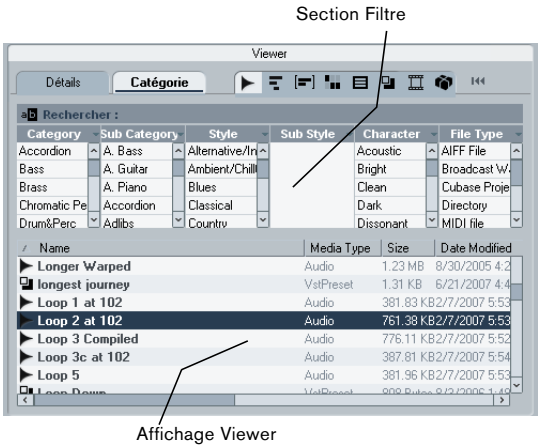 Section Filtre
Viewer
Détails Catégorie
Rechercher :
Category Sub Category Style Sub Style Character File Type
Accordion A. Bass Alternative/In Acoustic AIFF File
Bass A. Guitar Ambient/Chill Bright Broadcast W
Brass A. Piano Blues Clean Cubase Proje
Chromatic Pe Accordion Classical Dark Directory
Drum&Perc Adlibs Country Dissonant MIDI file
Name Media Type Size Date Modified
Longer Warped Audio 1.23 MB 8/30/2005 4:2
longest journey VstPreset 1.31 KB 6/21/2007 4:4
Loop 1 at 102 Audio 381.83 KB 2/7/2007 5:53
Loop 2 at 102 Audio 761.38 KB 2/7/2007 5:53
Loop 3 Compiled Audio 776.11 KB 2/7/2007 5:52
Loop 3c at 102 Audio 387.81 KB 2/7/2007 5:54
Loop 5 Audio 381.96 KB 2/7/2007 5:53
Loop Down VstPreset
Affichage Viewer